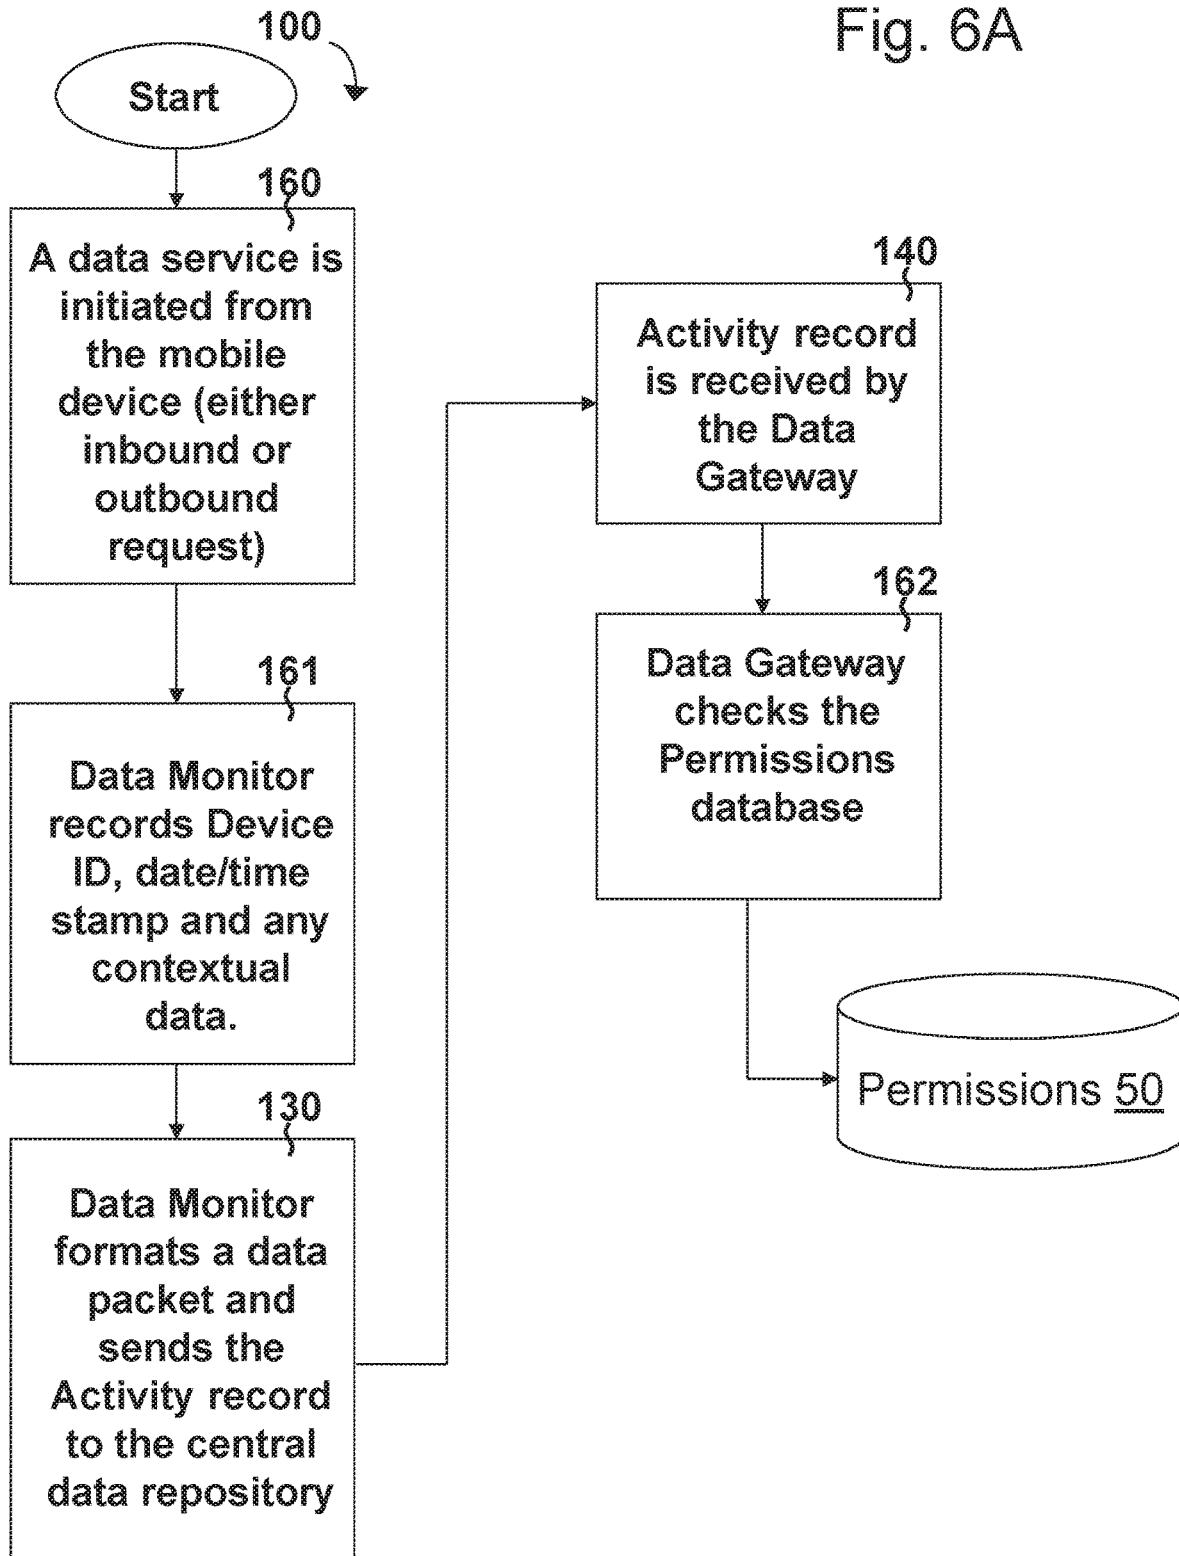 Fig. 6A
100
Start
160
A data service is
initiated from
the mobile
device (either
inbound or
outbound
request)
161
Data Monitor
records Device
ID, date/time
stamp and any
contextual
data.
130
Data Monitor
formats a data
packet and
sends the
Activity record
to the central
data repository
140
Activity record
is received by
the Data
Gateway
162
Data Gateway
checks the
Permissions
database
Permissions 50